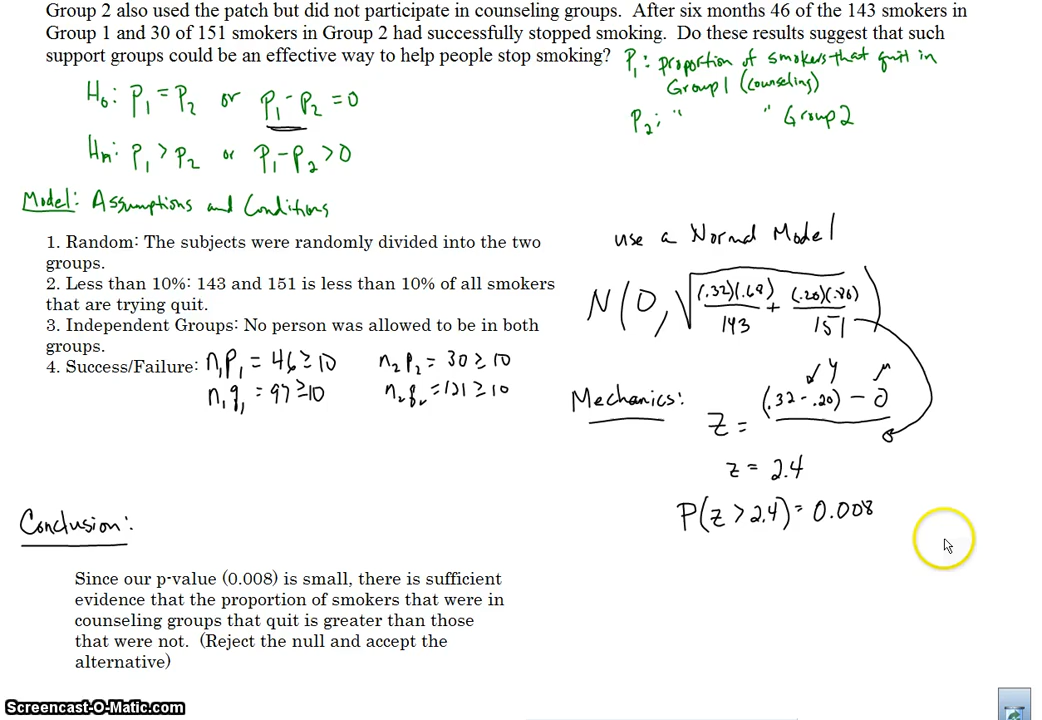 Group 2 also used the patch but did not participate in counseling groups. After six months 46 of the 143 smokers in
Group 1 and 30 of 151 smokers in Group 2 had successfully stopped smoking. Do these results suggest that such
support groups could be an effective way to help people stop smoking?
P₁: proportion of smokers that quit in
Group 1 (counseling)
P₂: " " Group 2
H₀: P₁ = P₂ or P₁ - P₂ = 0
Hₐ: P₁ > P₂ or P₁ - P₂ > 0
Model: Assumptions and Conditions
1. Random: The subjects were randomly divided into the two
groups.
2. Less than 10%: 143 and 151 is less than 10% of all smokers
that are trying quit.
3. Independent Groups: No person was allowed to be in both
groups.
4. Success/Failure: n₁P₁ = 46 ≥ 10 n₂P₂ = 30 ≥ 10
n₁q₁ = 97 ≥ 10 n₂q₂ = 121 ≥ 10
use a Normal Model
N(0, √((.32)(.68)/143 + (.20)(.80)/151))
Mechanics: z = ((.32 - .20) - 0)/σ
y μ
z = 2.4
P(z > 2.4) = 0.008
Conclusion:
Since our p-value (0.008) is small, there is sufficient
evidence that the proportion of smokers that were in
counseling groups that quit is greater than those
that were not. (Reject the null and accept the
alternative)
Screencast-O-Matic.com